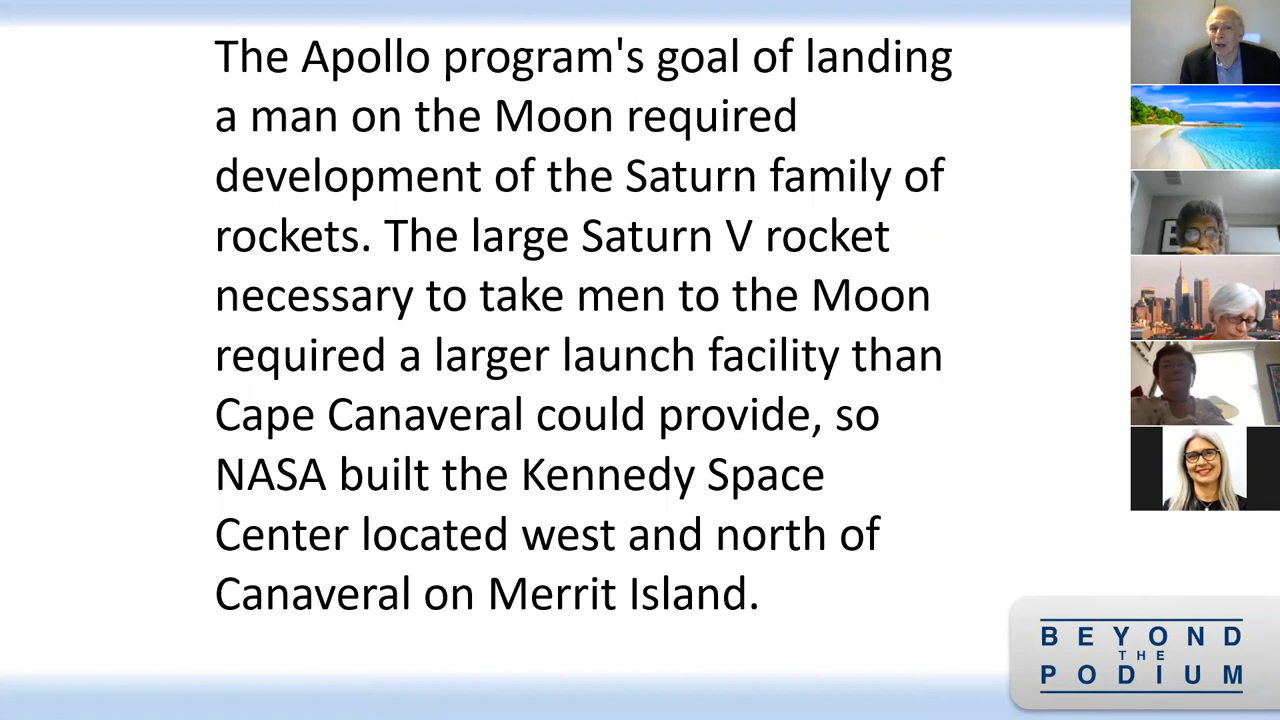 The Apollo program's goal of landing
a man on the Moon required
development of the Saturn family of
rockets. The large Saturn V rocket
necessary to take men to the Moon
required a larger launch facility than
Cape Canaveral could provide, so
NASA built the Kennedy Space
Center located west and north of
Canaveral on Merrit Island.
BEYOND
THE
PODIUM